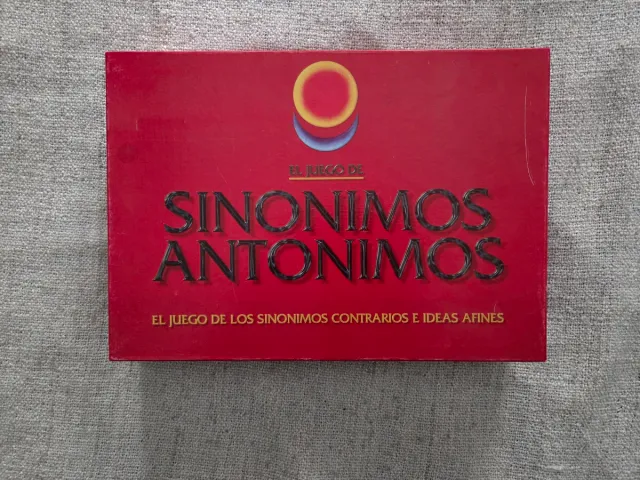 EL JUEGO DE
SINONIMOS
ANTONIMOS
EL JUEGO DE LOS SINONIMOS CONTRARIOS E IDEAS AFINES